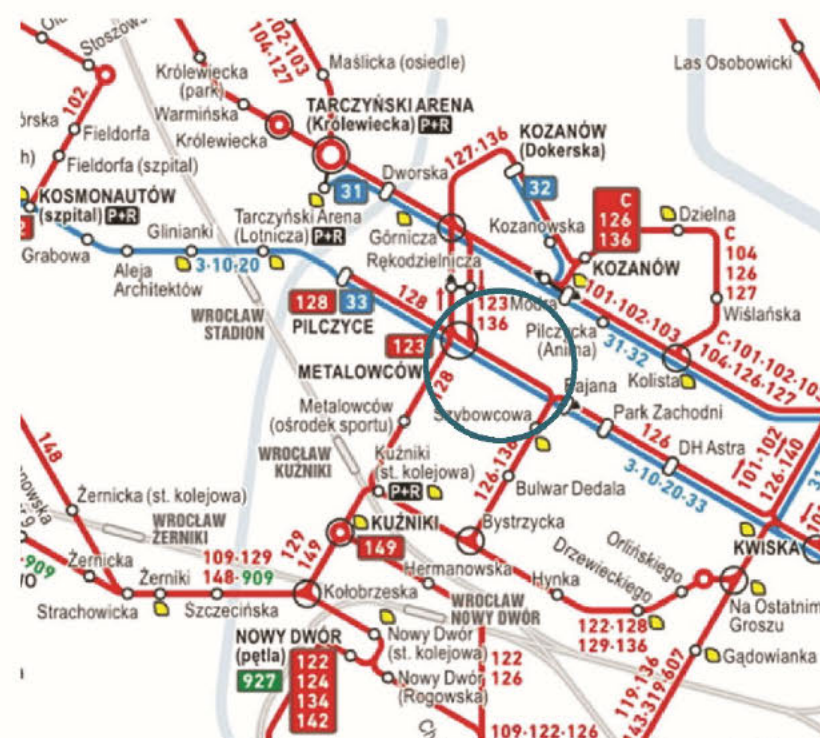 Stoszows
102·103
104·127
Maślicka (osiedle)
Las Osobowicki
Królewiecka
(park)
Warmińska
Królewiecka
TARCZYŃSKI ARENA
(Królewiecka) P+R
102
Fieldorfa
Fieldorfa (szpital)
KOSMONAUTÓW
(szpital) P+R
Grabowa
Aleja
Architektów
Glinianki
3·10·20
Tarczyński Arena
(Lotnicza) P+R
31
Dworska
127·136
KOZANÓW
(Dokerska)
32
Kozanowska
C
126
136
Dzielna
C
104
126
127
Górnicza
Rękodzielnicza
KOZANÓW
Wiślańska
WROCŁAW
STADION
128
33
PILCZYCE
128
123
136
Modra
101·102·103
Pilczycka
(Anima)
31·32
Kolista
C·101·102·103
104·126·127
123
METALOWCÓW
128
Metalowców
(ośrodek sportu)
Szybowcowa
Bajana
Park Zachodni
126
DH Astra
3·10·20·33
101·102
126·140
31
101
148
WROCŁAW
KUŹNIKI
Kuźniki
(st. kolejowa)
P+R
126·136
Bulwar Dedala
Żernicka (st. kolejowa)
WROCŁAW
ŻERNIKI
KUŹNIKI
149
Bystrzycka
KWISKA
909
Żernicka
109·129
148·909
129
149
Hermanowska
Orlińskiego
Drzewieckiego
Strachowicka
Żerniki
Szczecińska
Kołobrzeska
WROCŁAW
NOWY DWÓR
Hynka
122·128
129·136
Na Ostatnim
Groszu
NOWY DWÓR
(pętla)
927
122
124
134
142
Nowy Dwór
(st. kolejowa)
Nowy Dwór
(Rogowska)
122
126
Gądowianka
119·136
143·319·607
109·122·126